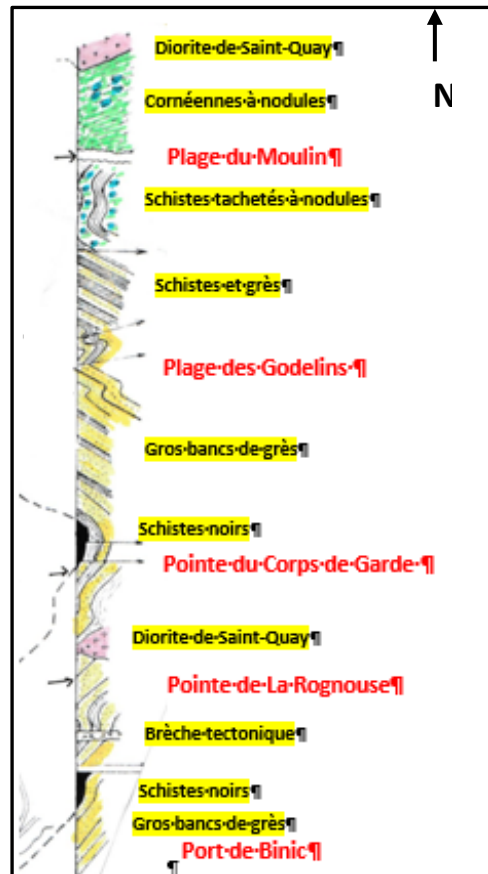 Diorite·de·Saint-Quay¶
N
Cornéennes·à·nodules¶
Plage·du·Moulin¶
Schistes·tachetés·à·nodules¶
Schistes·et·grès¶
Plage·des·Godelins·¶
Gros·bancs·de·grès¶
Schistes·noirs¶
Pointe·du·Corps·de·Garde·¶
Diorite·de·Saint-Quay¶
Pointe·de·La·Rognouse¶
Brèche·tectonique¶
Schistes·noirs¶
Gros·bancs·de·grès¶
Port·de·Binic¶
¶